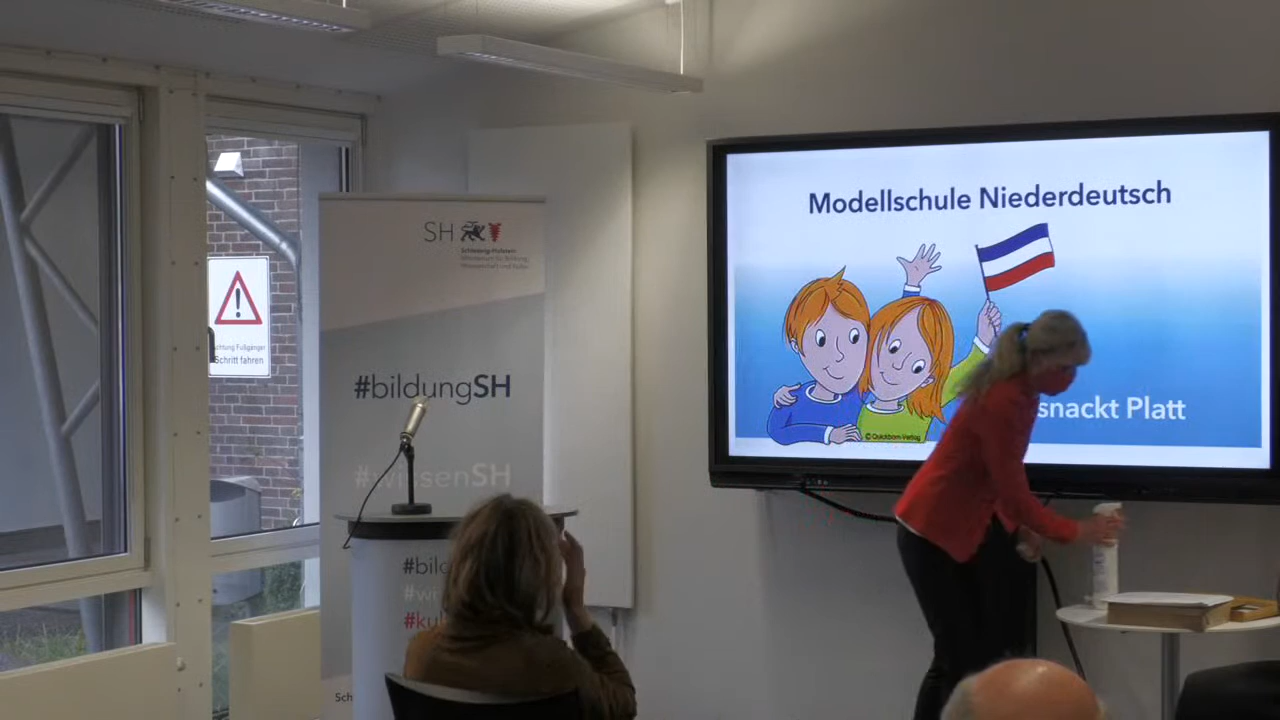 Modellschule Niederdeutsch
snackt Platt
© Quickborn-Verlag
SH
Schleswig-Holstein
Ministerium für Bildung,
Wissenschaft und Kultur
#bildungSH
#wissenSH
Fußgänger
Schritt fahren
Sch